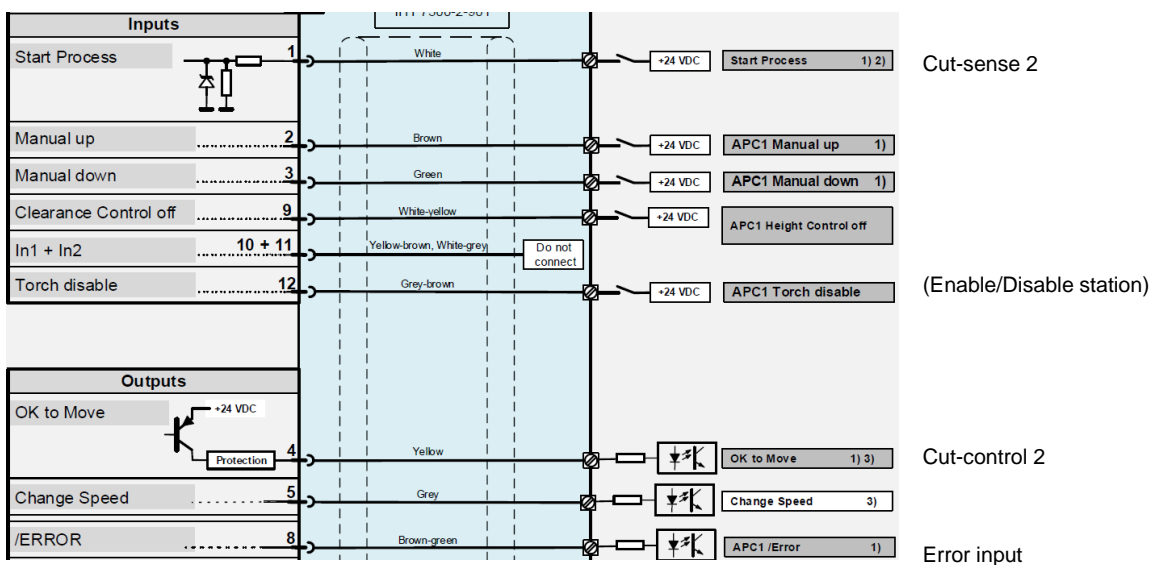 Inputs
Start Process
1
White
+24 VDC
Start Process 1) 2)
Cut-sense 2
Manual up
2
Brown
+24 VDC
APC1 Manual up 1)
Manual down
3
Green
+24 VDC
APC1 Manual down 1)
Clearance Control off
9
White-yellow
+24 VDC
APC1 Height Control off
In1 + In2
10 + 11
Yellow-brown, White-grey
Do not
connect
Torch disable
12
Grey-brown
+24 VDC
APC1 Torch disable
(Enable/Disable station)
Outputs
OK to Move
+24 VDC
Protection
4
Yellow
OK to Move 1) 3)
Cut-control 2
Change Speed
5
Grey
Change Speed 3)
/ERROR
8
Brown-green
APC1 /Error 1)
Error input